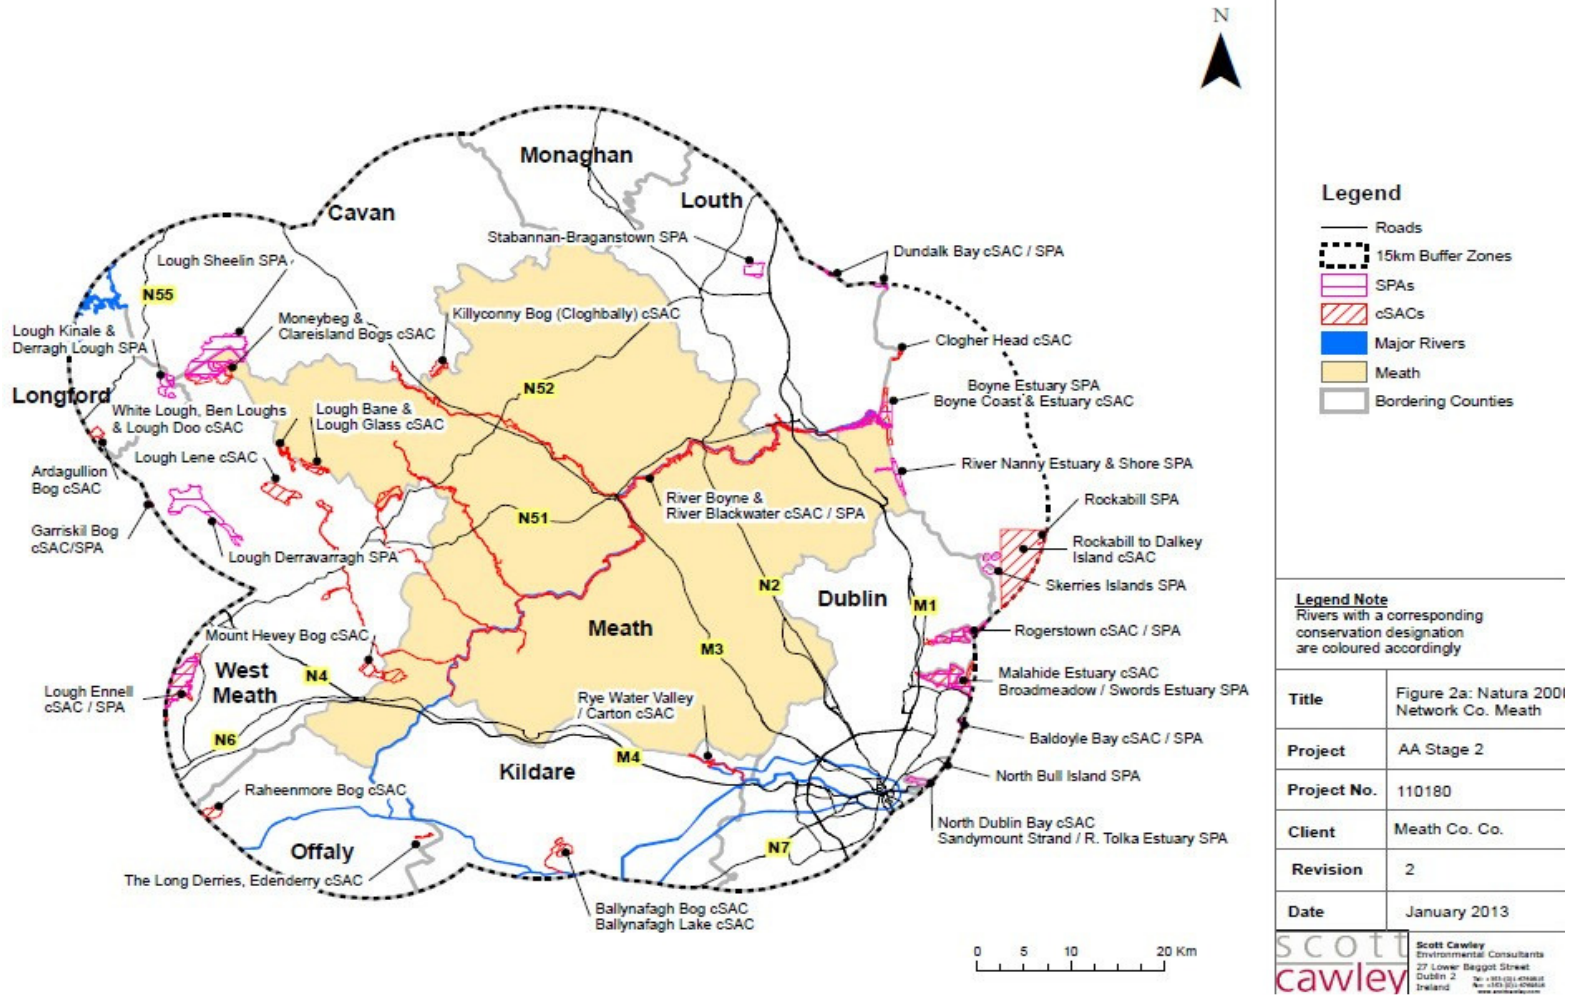 N
Monaghan
Louth
Cavan
Stabannan-Braganstown SPA
Dundalk Bay cSAC / SPA
Lough Sheelin SPA
N55
Moneybeg &
Clareisland Bogs cSAC
Killyconny Bog (Cloghbally) cSAC
Lough Kinale &
Derragh Lough SPA
Clogher Head cSAC
Longford
N52
Boyne Estuary SPA
Boyne Coast & Estuary cSAC
White Lough, Ben Loughs
& Lough Doo cSAC
Lough Bane &
Lough Glass cSAC
Lough Lene cSAC
Ardagullion
Bog cSAC
River Nanny Estuary & Shore SPA
River Boyne &
River Blackwater cSAC / SPA
Rockabill SPA
N51
Garriskil Bog
cSAC/SPA
Lough Derravarragh SPA
Rockabill to Dalkey
Island cSAC
Skerries Islands SPA
N2
Dublin
M1
Mount Hevey Bog cSAC
Meath
Rogerstown cSAC / SPA
M3
West
Meath
N4
Lough Ennell
cSAC / SPA
Rye Water Valley
/ Carton cSAC
Malahide Estuary cSAC
Broadmeadow / Swords Estuary SPA
N6
M4
Baldoyle Bay cSAC / SPA
Kildare
North Bull Island SPA
Raheenmore Bog cSAC
North Dublin Bay cSAC
Sandymount Strand / R. Tolka Estuary SPA
N7
Offaly
The Long Derries, Edenderry cSAC
Ballynafagh Bog cSAC
Ballynafagh Lake cSAC
0 5 10 20 Km
Legend
Roads
15km Buffer Zones
SPAs
cSACs
Major Rivers
Meath
Bordering Counties
Legend Note
Rivers with a corresponding
conservation designation
are coloured accordingly
Title
Figure 2a: Natura 200
Network Co. Meath
Project
AA Stage 2
Project No.
110180
Client
Meath Co. Co.
Revision
2
Date
January 2013
scott
cawley
Scott Cawley
Environmental Consultants
27 Lower Baggot Street
Dublin 2
Ireland